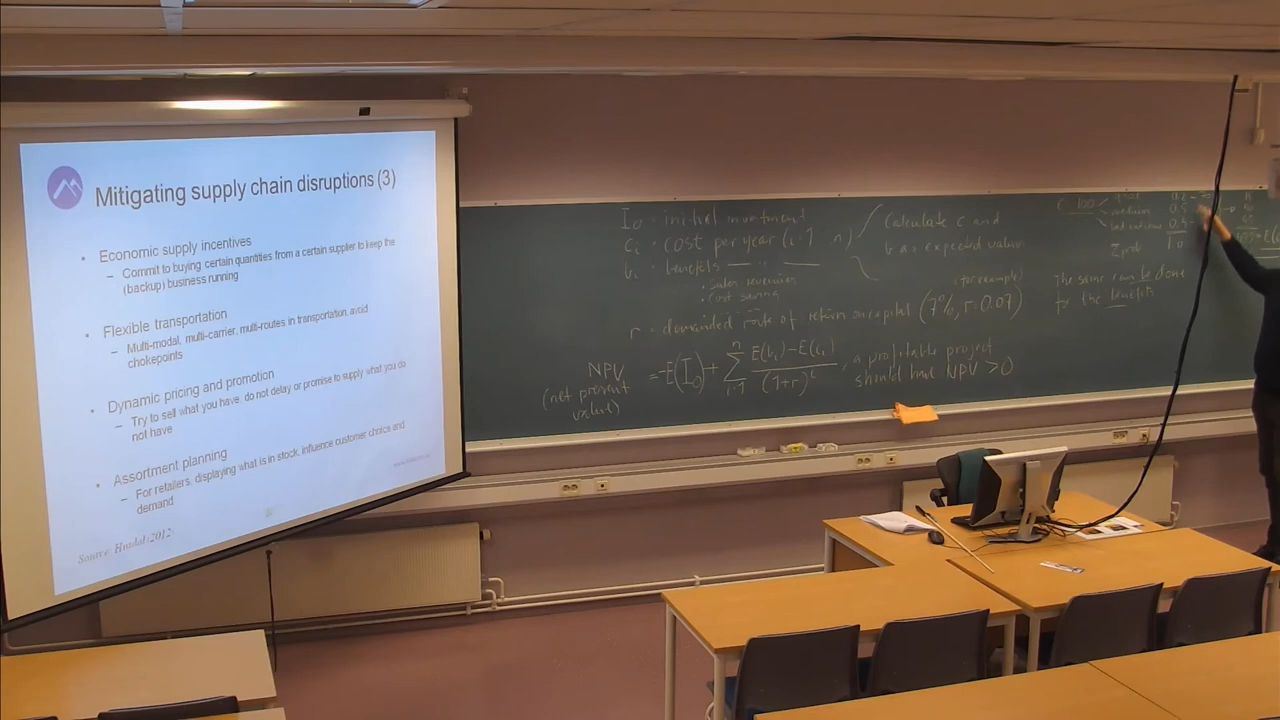 Mitigating supply chain disruptions (3)
• Economic supply incentives
– Commit to buying certain quantities from a certain supplier to keep the
(backup) business running
• Flexible transportation
– Multi-modal, multi-carrier, multi-routes in transportation, avoid
chokepoints
• Dynamic pricing and promotion
– Try to sell what you have, do not delay or promise to supply what you do
not have
• Assortment planning
– For retailers, displaying what is in stock, influence customer choice and
demand
(2012)
I₀ = initial investment
cᵢ = cost per year (i=1 n)
bᵢ = benefits
• sales revenues
• cost saving
Calculate c and
b as expected values
(for example)
r = demanded rate of return on capital (7%, r=0.07)
NPV = -E(I₀) + ∑ⁿᵢ₌₁ E(bᵢ)-E(cᵢ) / (1+r)ⁱ, a profitable project
should have NPV >0
(net present
value)
0.5
1.0
∑ prob
The same can be done
for the benefits